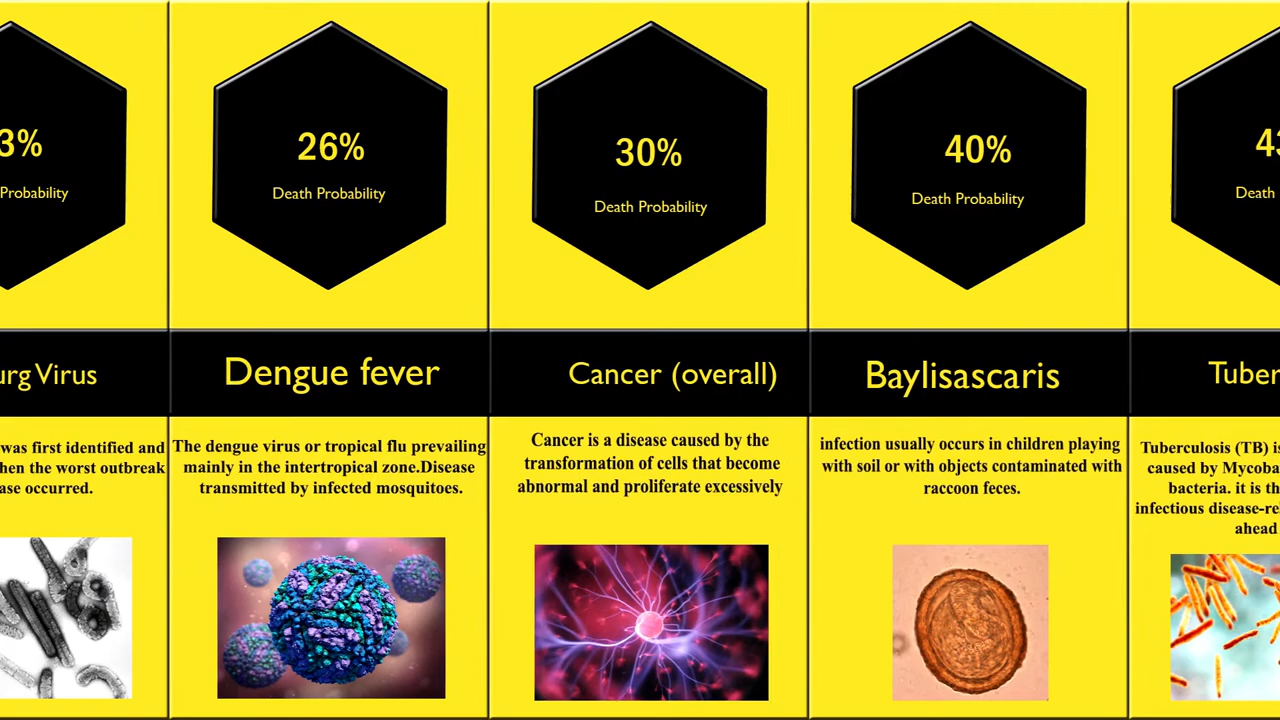 3%
Probability
urg Virus
was first identified and
hen the worst outbreak
ase occurred.
26%
Death Probability
Dengue fever
The dengue virus or tropical flu prevailing
mainly in the intertropical zone.Disease
transmitted by infected mosquitoes.
30%
Death Probability
Cancer (overall)
Cancer is a disease caused by the
transformation of cells that become
abnormal and proliferate excessively
40%
Death Probability
Baylisascaris
infection usually occurs in children playing
with soil or with objects contaminated with
raccoon feces.
43
Death
Tuber
Tuberculosis (TB) is
caused by Mycoba
bacteria. it is th
infectious disease-rel
ahead